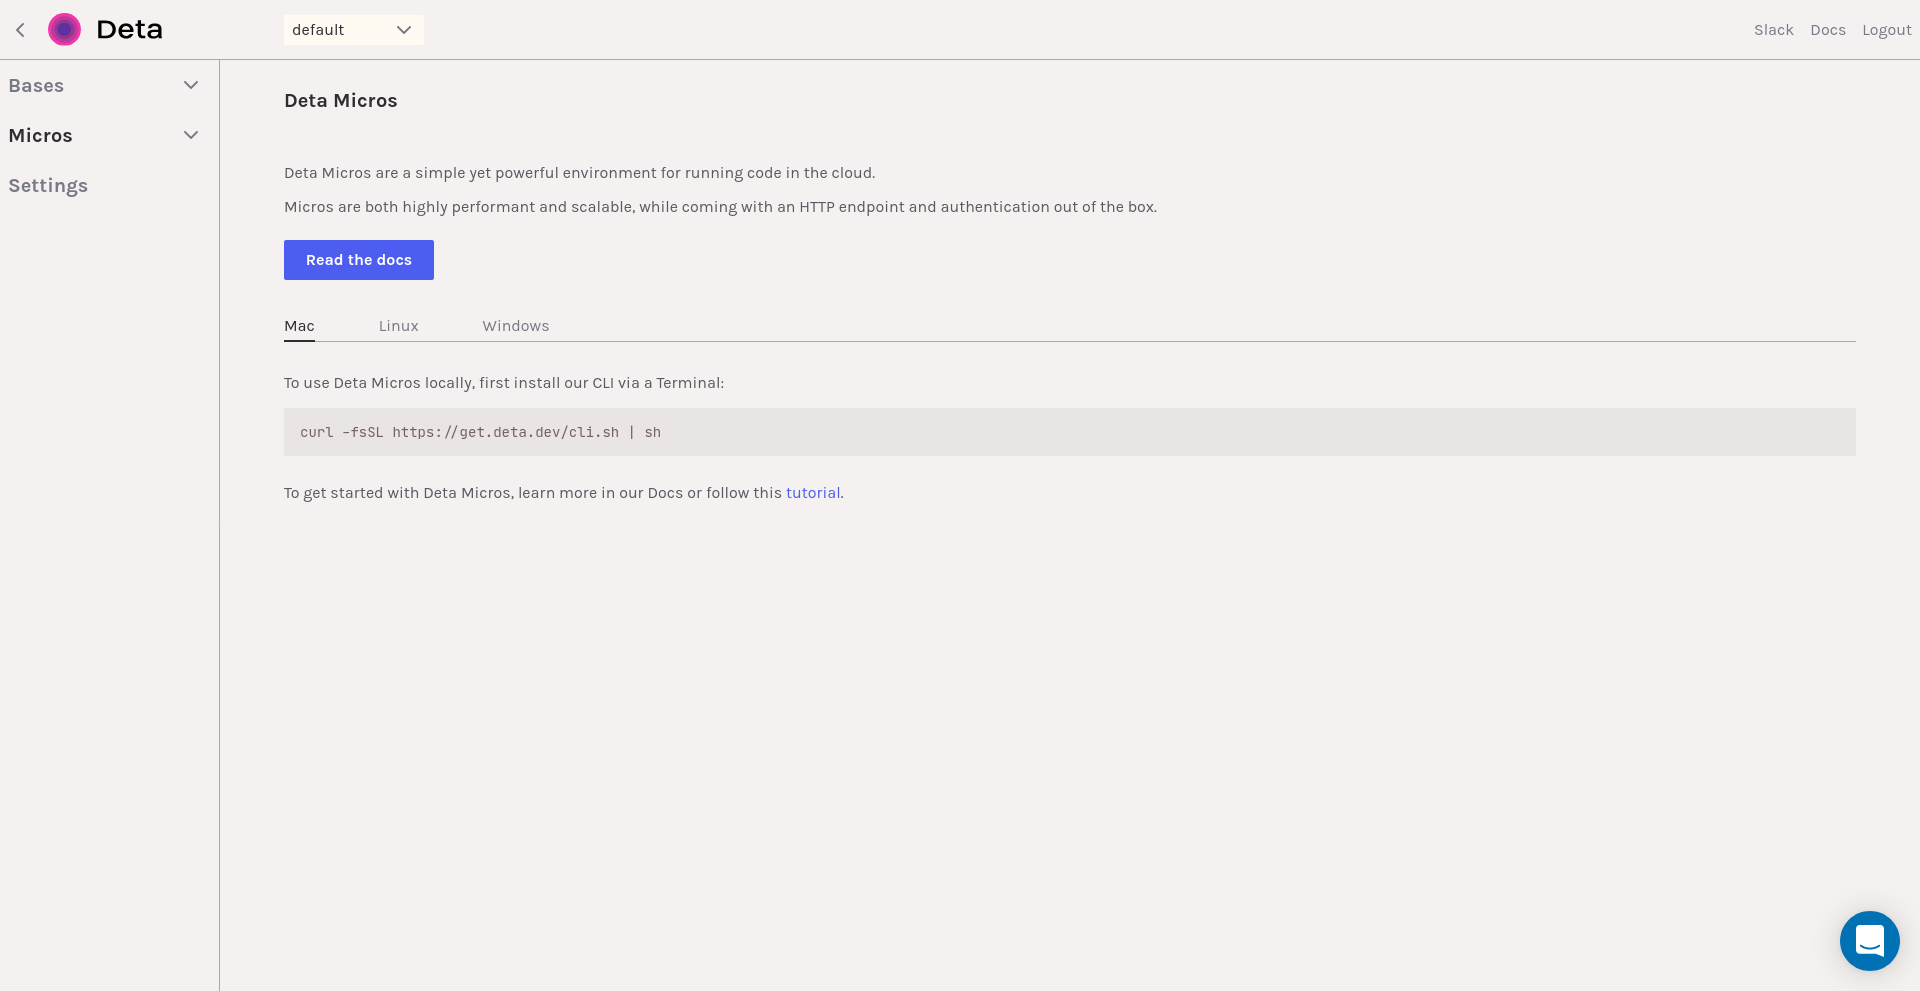 Deta
default
Slack Docs Logout
Bases
Micros
Settings
Deta Micros
Deta Micros are a simple yet powerful environment for running code in the cloud.
Micros are both highly performant and scalable, while coming with an HTTP endpoint and authentication out of the box.
Read the docs
Mac Linux Windows
To use Deta Micros locally, first install our CLI via a Terminal:
curl -fsSL https://get.deta.dev/cli.sh | sh
To get started with Deta Micros, learn more in our Docs or follow this tutorial.